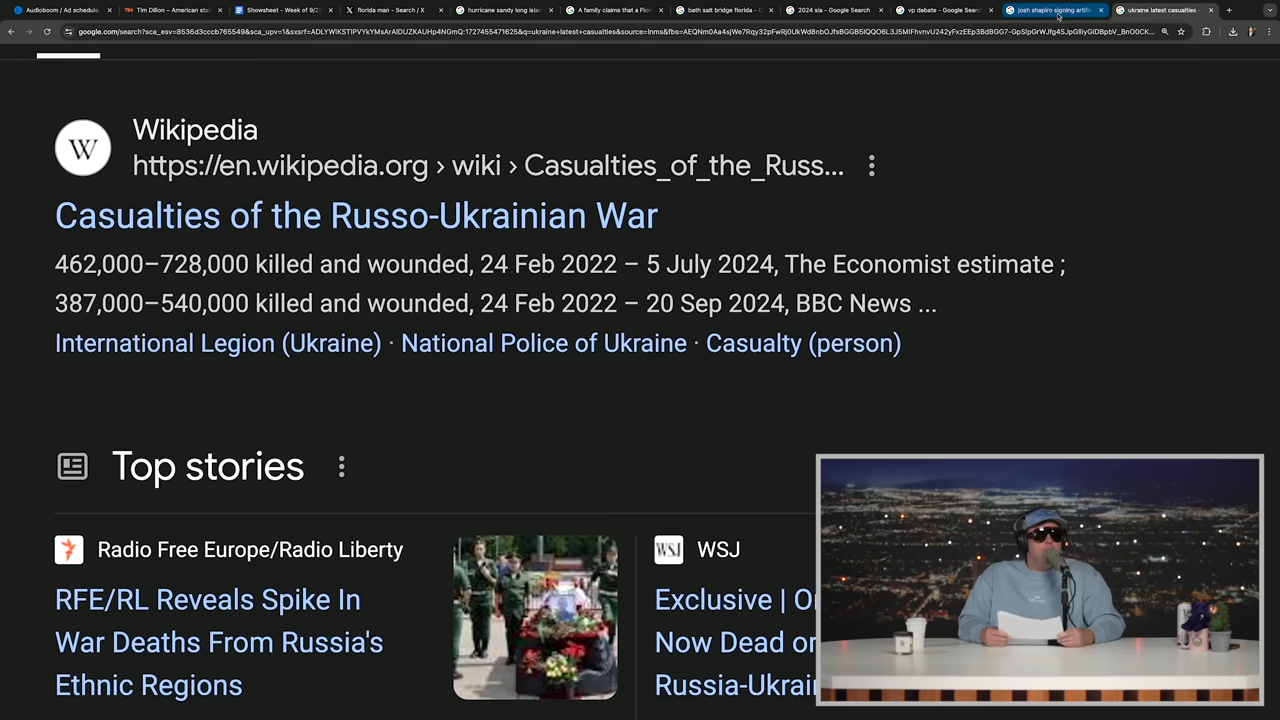 Audioboom / Ad schedule
Tim Dillon – American sta
Showsheet - Week of 9/2
florida man - Search / X
hurricane sandy long islan
A family claims that a Flor
bath salt bridge florida - G
2024 sia - Google Search
vp debate - Google Searc
josh shapiro signing artille
ukraine latest casualties -
Wikipedia
W
https://en.wikipedia.org › wiki › Casualties_of_the_Russ...
Casualties of the Russo-Ukrainian War
462,000–728,000 killed and wounded, 24 Feb 2022 – 5 July 2024, The Economist estimate ;
387,000–540,000 killed and wounded, 24 Feb 2022 – 20 Sep 2024, BBC News ...
International Legion (Ukraine) · National Police of Ukraine · Casualty (person)
Top stories
Radio Free Europe/Radio Liberty
RFE/RL Reveals Spike In
War Deaths From Russia's
Ethnic Regions
WSJ WSJ
Exclusive | O
Now Dead or
Russia-Ukrai